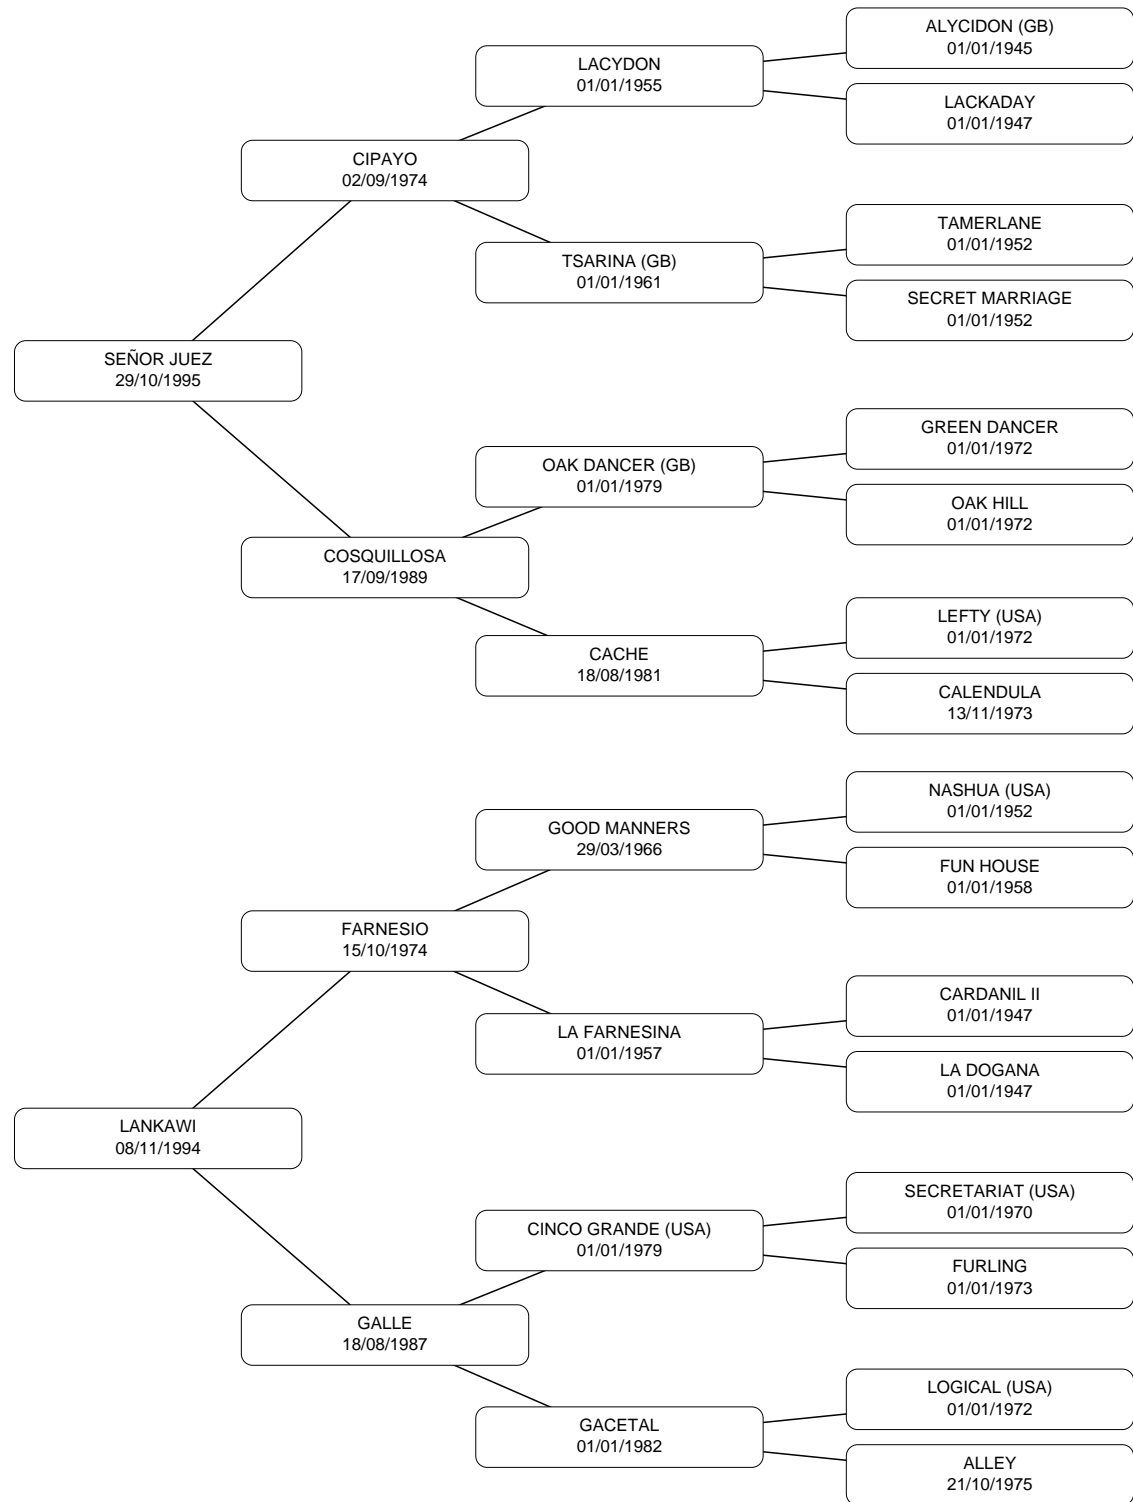 ALYCIDON (GB)
01/01/1945
LACYDON
01/01/1955
LACKADAY
01/01/1947
CIPAYO
02/09/1974
TAMERLANE
01/01/1952
TSARINA (GB)
01/01/1961
SECRET MARRIAGE
01/01/1952
SEÑOR JUEZ
29/10/1995
GREEN DANCER
01/01/1972
OAK DANCER (GB)
01/01/1979
OAK HILL
01/01/1972
COSQUILLOSA
17/09/1989
LEFTY (USA)
01/01/1972
CACHE
18/08/1981
CALENDULA
13/11/1973
NASHUA (USA)
01/01/1952
GOOD MANNERS
29/03/1966
FUN HOUSE
01/01/1958
FARNESIO
15/10/1974
CARDANIL II
01/01/1947
LA FARNESINA
01/01/1957
LA DOGANA
01/01/1947
LANKAWI
08/11/1994
SECRETARIAT (USA)
01/01/1970
CINCO GRANDE (USA)
01/01/1979
FURLING
01/01/1973
GALLE
18/08/1987
LOGICAL (USA)
01/01/1972
GACETAL
01/01/1982
ALLEY
21/10/1975